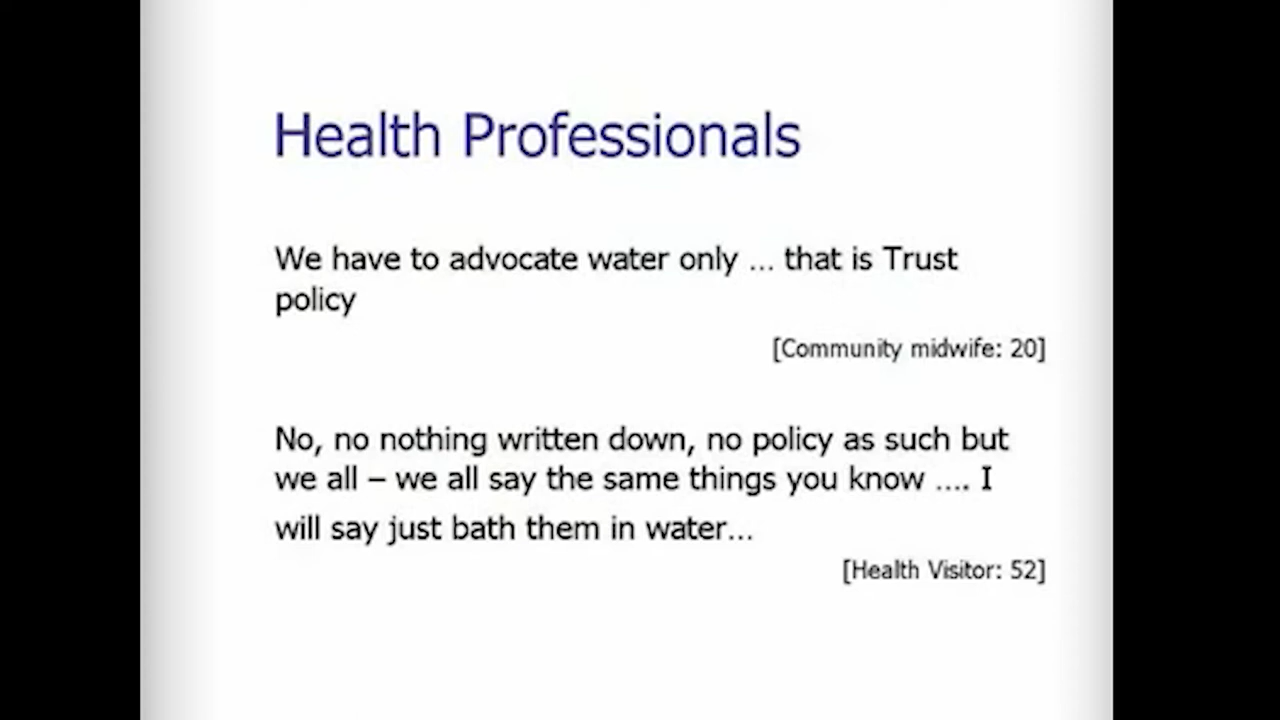 Health Professionals
We have to advocate water only ... that is Trust
policy
[Community midwife: 20]
No, no nothing written down, no policy as such but
we all – we all say the same things you know .... I
will say just bath them in water...
[Health Visitor: 52]